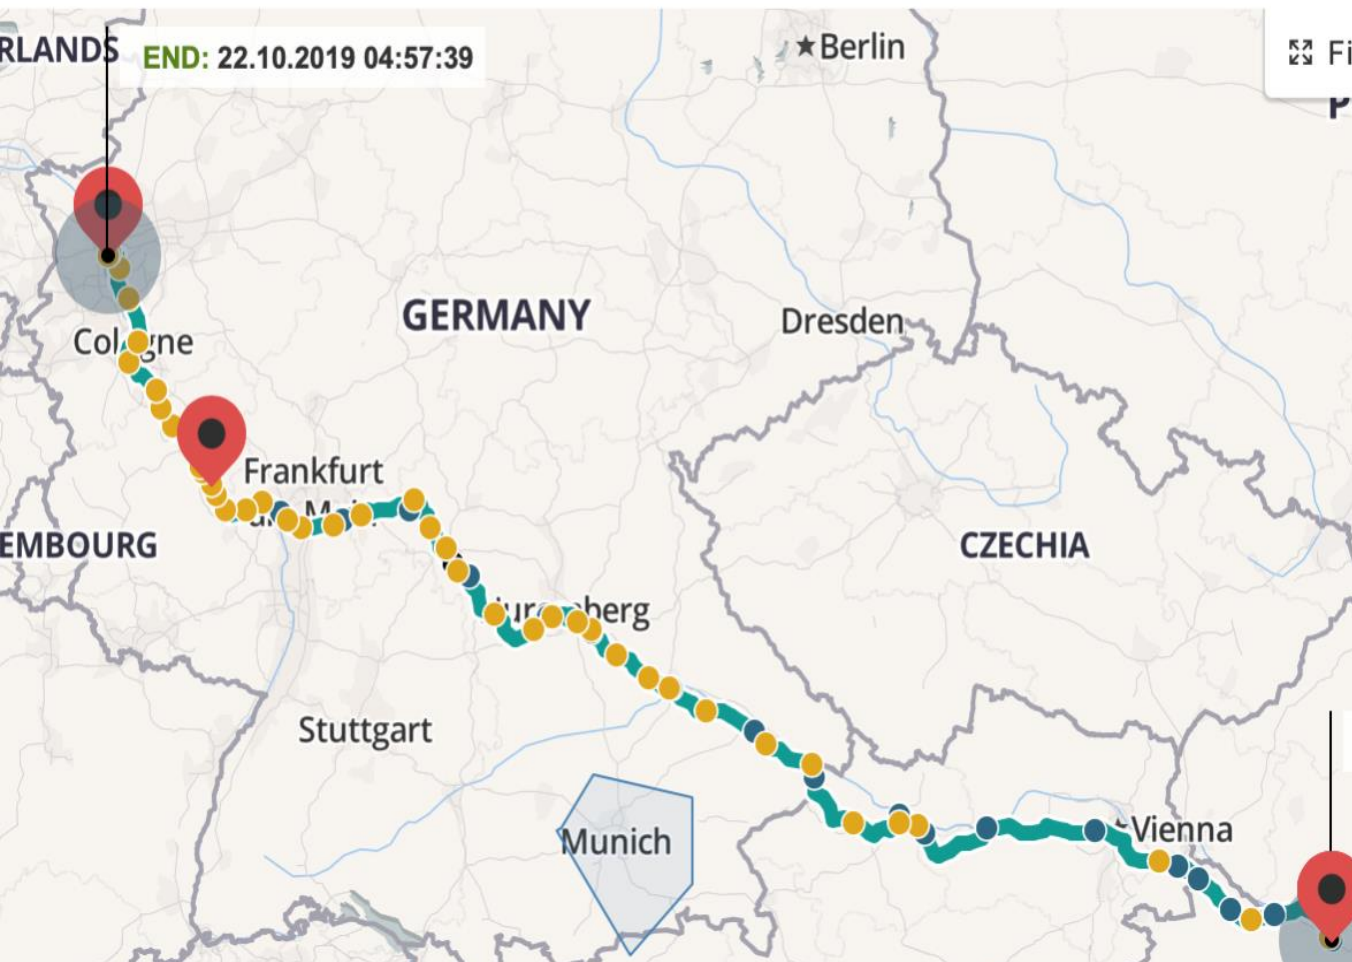 RLANDS
END: 22.10.2019 04:57:39
Berlin
Fi
P
GERMANY
Dresden
Cologne
Frankfurt
EMBOURG
CZECHIA
Stuttgart
Munich
Vienna